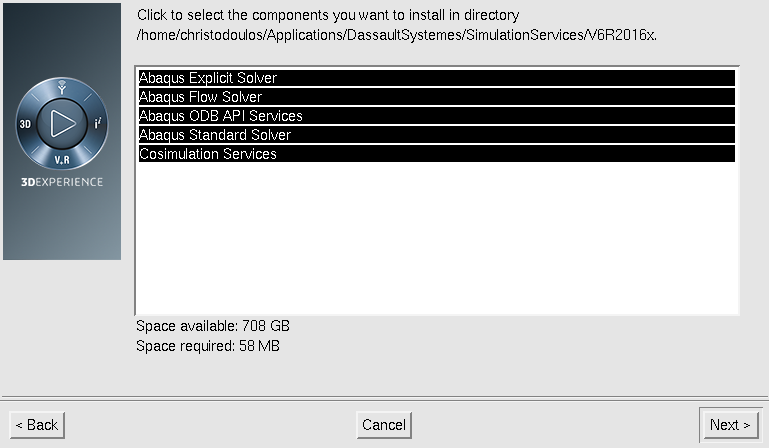 Click to select the components you want to install in directory
/home/christodoulos/Applications/DassaultSystemes/SimulationServices/V6R2016x.
Abaqus Explicit Solver
Abaqus Flow Solver
Abaqus ODB API Services
Abaqus Standard Solver
Cosimulation Services
3D
i²
V.R
3DEXPERIENCE
Space available: 708 GB
Space required: 58 MB
< Back
Cancel
Next >